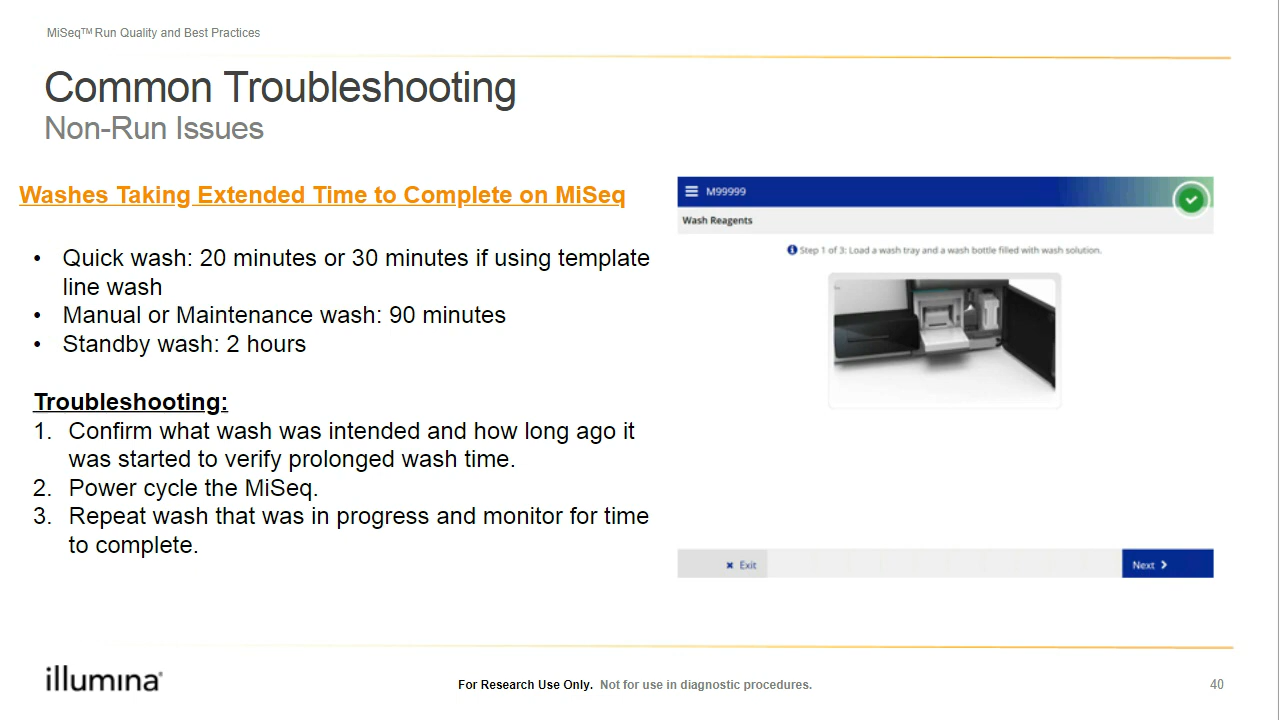 MiSeq™ Run Quality and Best Practices
Common Troubleshooting
Non-Run Issues
Washes Taking Extended Time to Complete on MiSeq
• Quick wash: 20 minutes or 30 minutes if using template
line wash
• Manual or Maintenance wash: 90 minutes
• Standby wash: 2 hours
Troubleshooting:
1. Confirm what wash was intended and how long ago it
was started to verify prolonged wash time.
2. Power cycle the MiSeq.
3. Repeat wash that was in progress and monitor for time
to complete.
M99999
Wash Reagents
Step 1 of 3: Load a wash tray and a wash bottle filled with wash solution.
Exit
Next
illumina®
For Research Use Only. Not for use in diagnostic procedures.
40